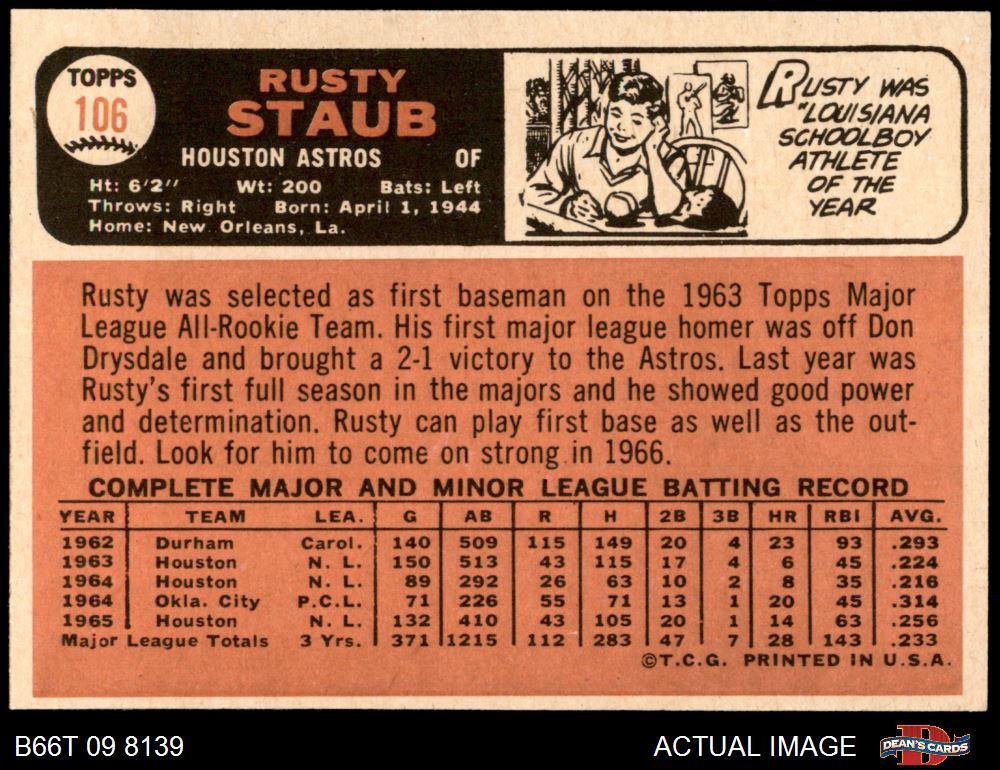 TOPPS
106
RUSTY
STAUB
HOUSTON ASTROS OF
Ht: 6'2" Wt: 200 Bats: Left
Throws: Right Born: April 1, 1944
Home: New Orleans, La.
RUSTY WAS
"LOUISIANA
SCHOOLBOY
ATHLETE
OF THE
YEAR
Rusty was selected as first baseman on the 1963 Topps Major
League All-Rookie Team. His first major league homer was off Don
Drysdale and brought a 2-1 victory to the Astros. Last year was
Rusty's first full season in the majors and he showed good power
and determination. Rusty can play first base as well as the out-
field. Look for him to come on strong in 1966.
COMPLETE MAJOR AND MINOR LEAGUE BATTING RECORD
YEAR TEAM LEA. G AB R H 2B 3B HR RBI AVG.
1962 Durham Carol. 140 509 115 149 20 4 23 93 .293
1963 Houston N. L. 150 513 43 115 17 4 6 45 .224
1964 Houston N. L. 89 292 26 63 10 2 8 35 .216
1964 Okla. City P.C.L. 71 226 55 71 13 1 20 45 .314
1965 Houston N. L. 132 410 43 105 20 1 14 63 .256
Major League Totals 3 Yrs. 371 1215 112 283 47 7 28 143 .233
©T.C.G. PRINTED IN U.S.A.
B66T 09 8139 ACTUAL IMAGE DEAN'S CARDS